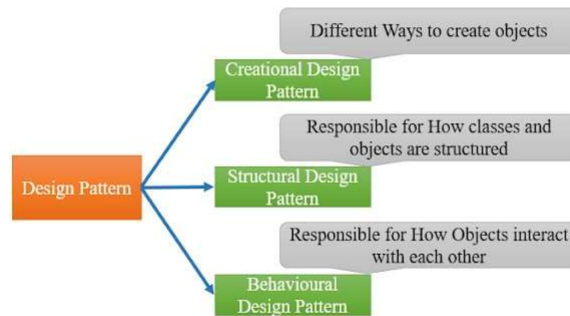 Different Ways to create objects
Creational Design
Pattern
Responsible for How classes and
objects are structured
Design Pattern
Structural Design
Pattern
Responsible for How Objects interact
with each other
Behavioural
Design Pattern